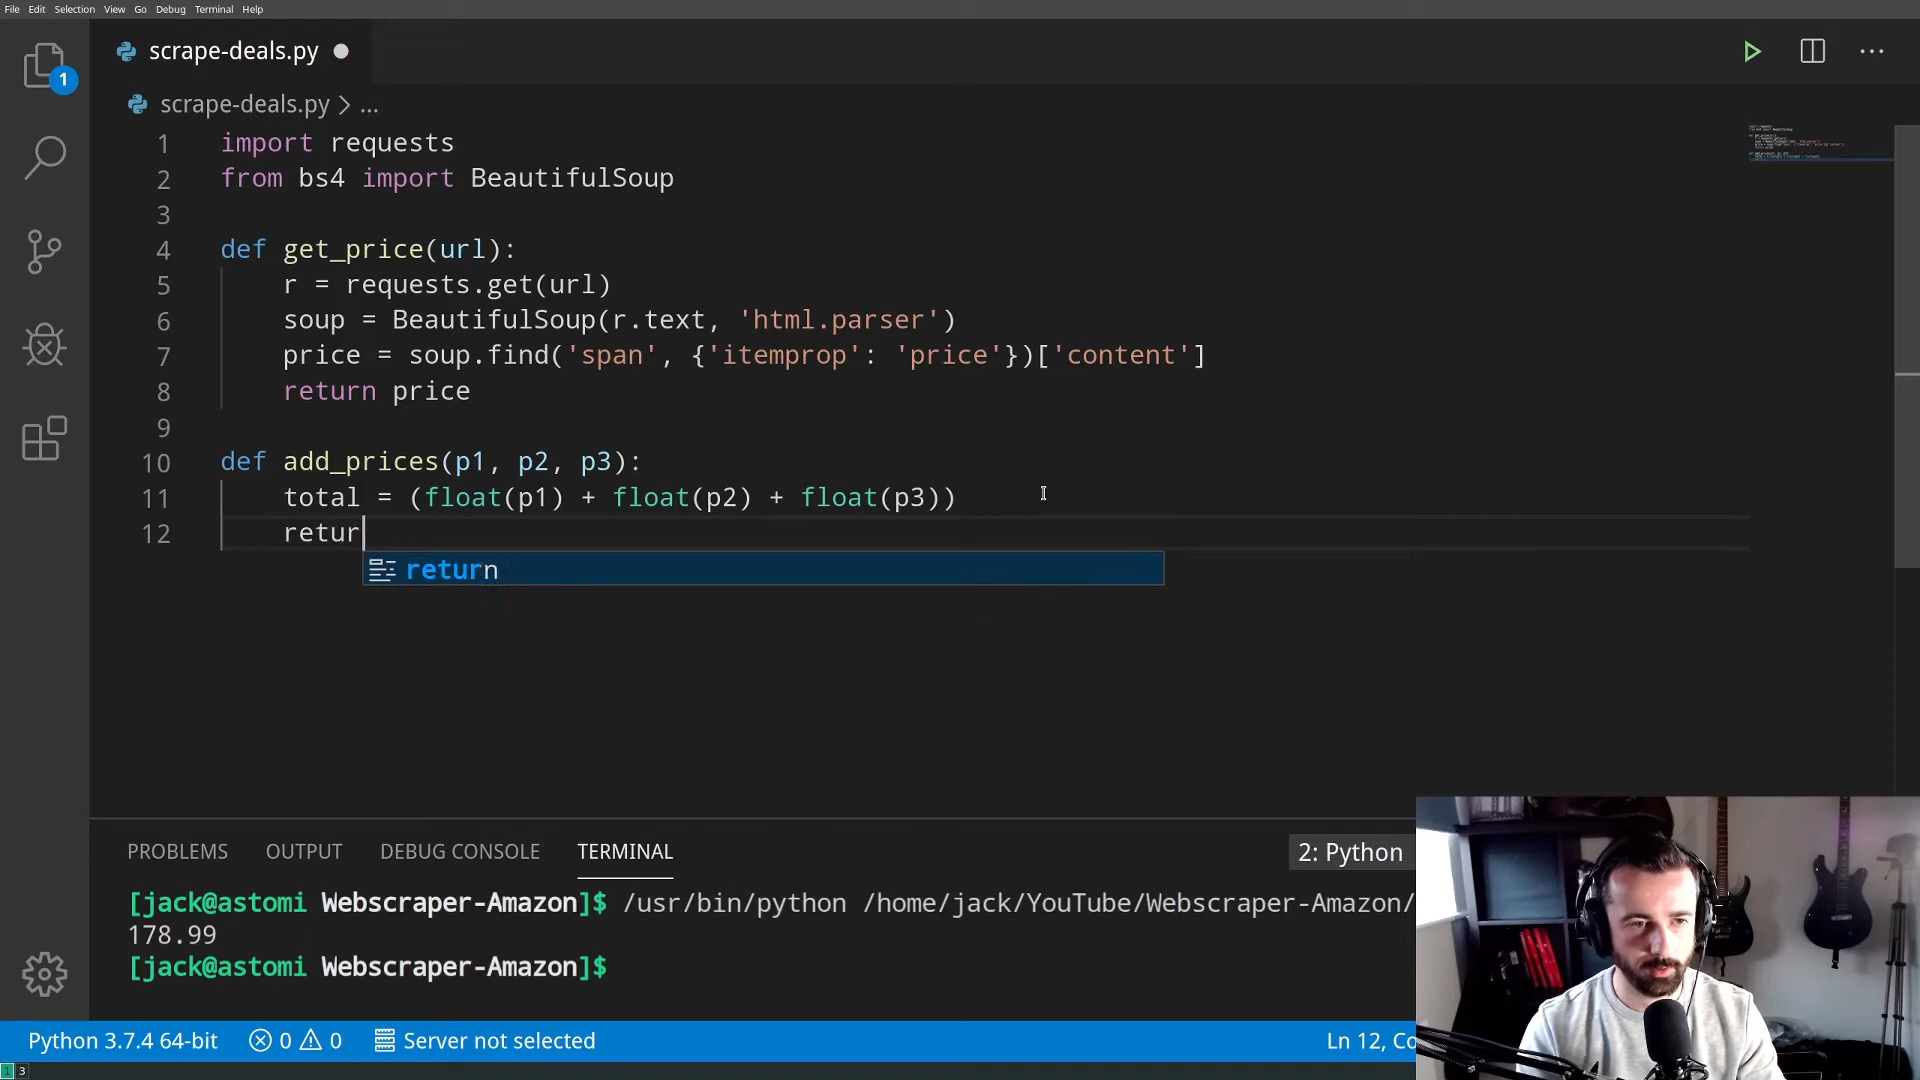 File Edit Selection View Go Debug Terminal Help
scrape-deals.py
1
scrape-deals.py > ...
1 import requests
2 from bs4 import BeautifulSoup
3
4 def get_price(url):
5 r = requests.get(url)
6 soup = BeautifulSoup(r.text, 'html.parser')
7 price = soup.find('span', {'itemprop': 'price'})['content']
8 return price
9
10 def add_prices(p1, p2, p3):
11 total = (float(p1) + float(p2) + float(p3))
12 retur
return
PROBLEMS OUTPUT DEBUG CONSOLE TERMINAL 2: Python
[jack@astomi Webscraper-Amazon]$ /usr/bin/python /home/jack/YouTube/Webscraper-Amazon/
178.99
[jack@astomi Webscraper-Amazon]$
Python 3.7.4 64-bit 0 0 Server not selected Ln 12, Co
1 3